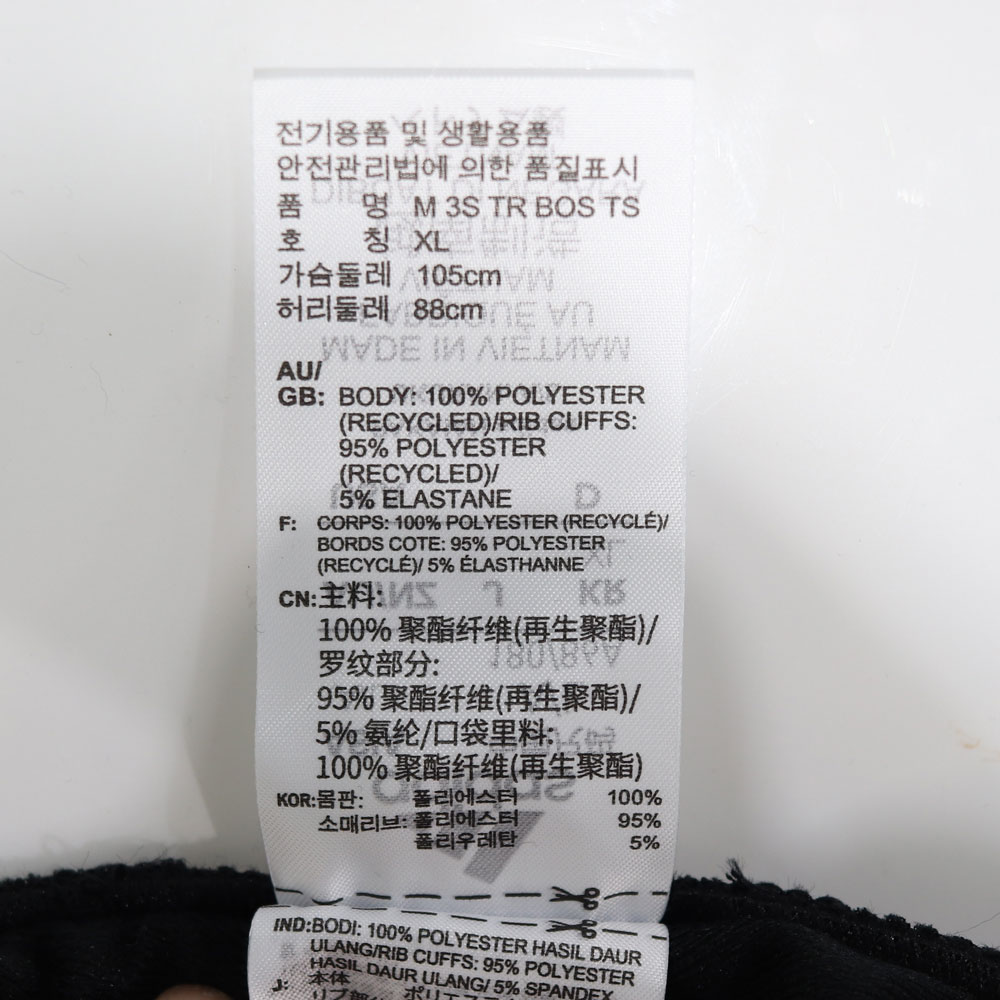 전기용품 및 생활용품
안전관리법에 의한 품질표시
품 명 M 3S TR BOS TS
호 칭 XL
가슴둘레 105cm
허리둘레 88cm
AU/
GB: BODY: 100% POLYESTER
(RECYCLED)/RIB CUFFS:
95% POLYESTER
(RECYCLED)/
5% ELASTANE
F: CORPS: 100% POLYESTER (RECYCLÉ)/
BORDS COTE: 95% POLYESTER
(RECYCLÉ)/ 5% ÉLASTHANNE
CN:主料:
100% 聚酯纤维(再生聚酯)/
罗纹部分:
95% 聚酯纤维(再生聚酯)/
5% 氨纶/口袋里料:
100% 聚酯纤维(再生聚酯)
KOR:몸판: 폴리에스터 100%
소매리브: 폴리에스터 95%
폴리우레탄 5%
IND:BODI: 100% POLYESTER HASIL DAUR
ULANG/RIB CUFFS: 95% POLYESTER
HASIL DAUR ULANG/ 5% SPANDEX
J: 本体